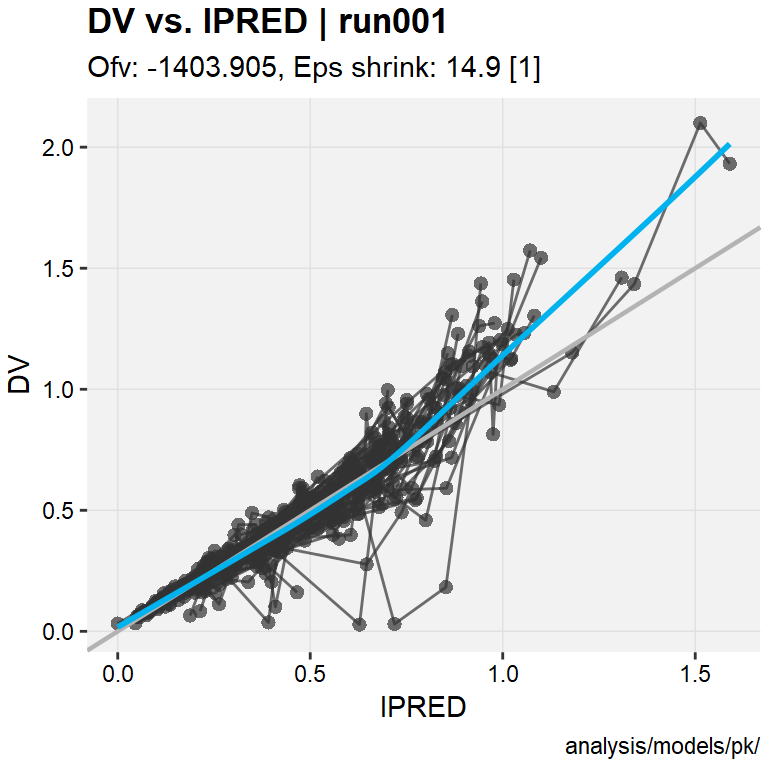 DV vs. IPRED | run001
Ofv: -1403.905, Eps shrink: 14.9 [1]
DV
2.0
1.5
1.0
0.5
0.0
0.0 0.5 1.0 1.5
IPRED
analysis/models/pk/